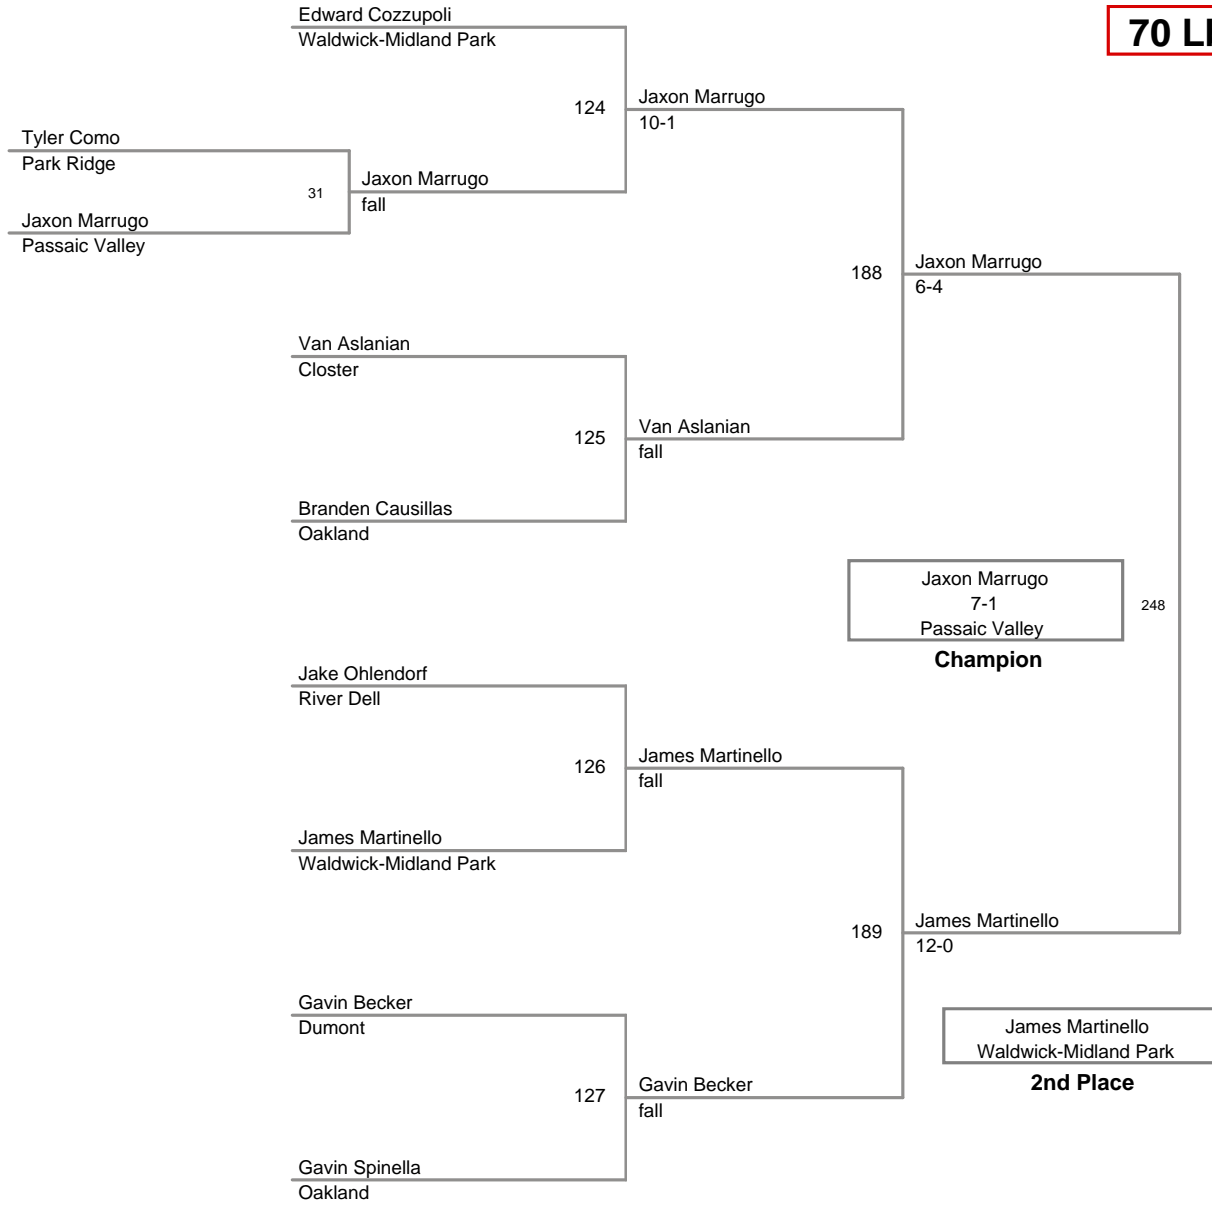 Edward Cozzupoli
Waldwick-Midland Park
70
124
Jaxon Marrugo
10-1
Tyler Como
Park Ridge
31
Jaxon Marrugo
fall
Jaxon Marrugo
Passaic Valley
188
Jaxon Marrugo
6-4
Van Aslanian
Closter
125
Van Aslanian
fall
Branden Causillas
Oakland
Jaxon Marrugo
7-1
Passaic Valley
248
Champion
Jake Ohlendorf
River Dell
126
James Martinello
fall
James Martinello
Waldwick-Midland Park
189
James Martinello
12-0
Gavin Becker
Dumont
James Martinello
Waldwick-Midland Park
2nd Place
127
Gavin Becker
fall
Gavin Spinella
Oakland